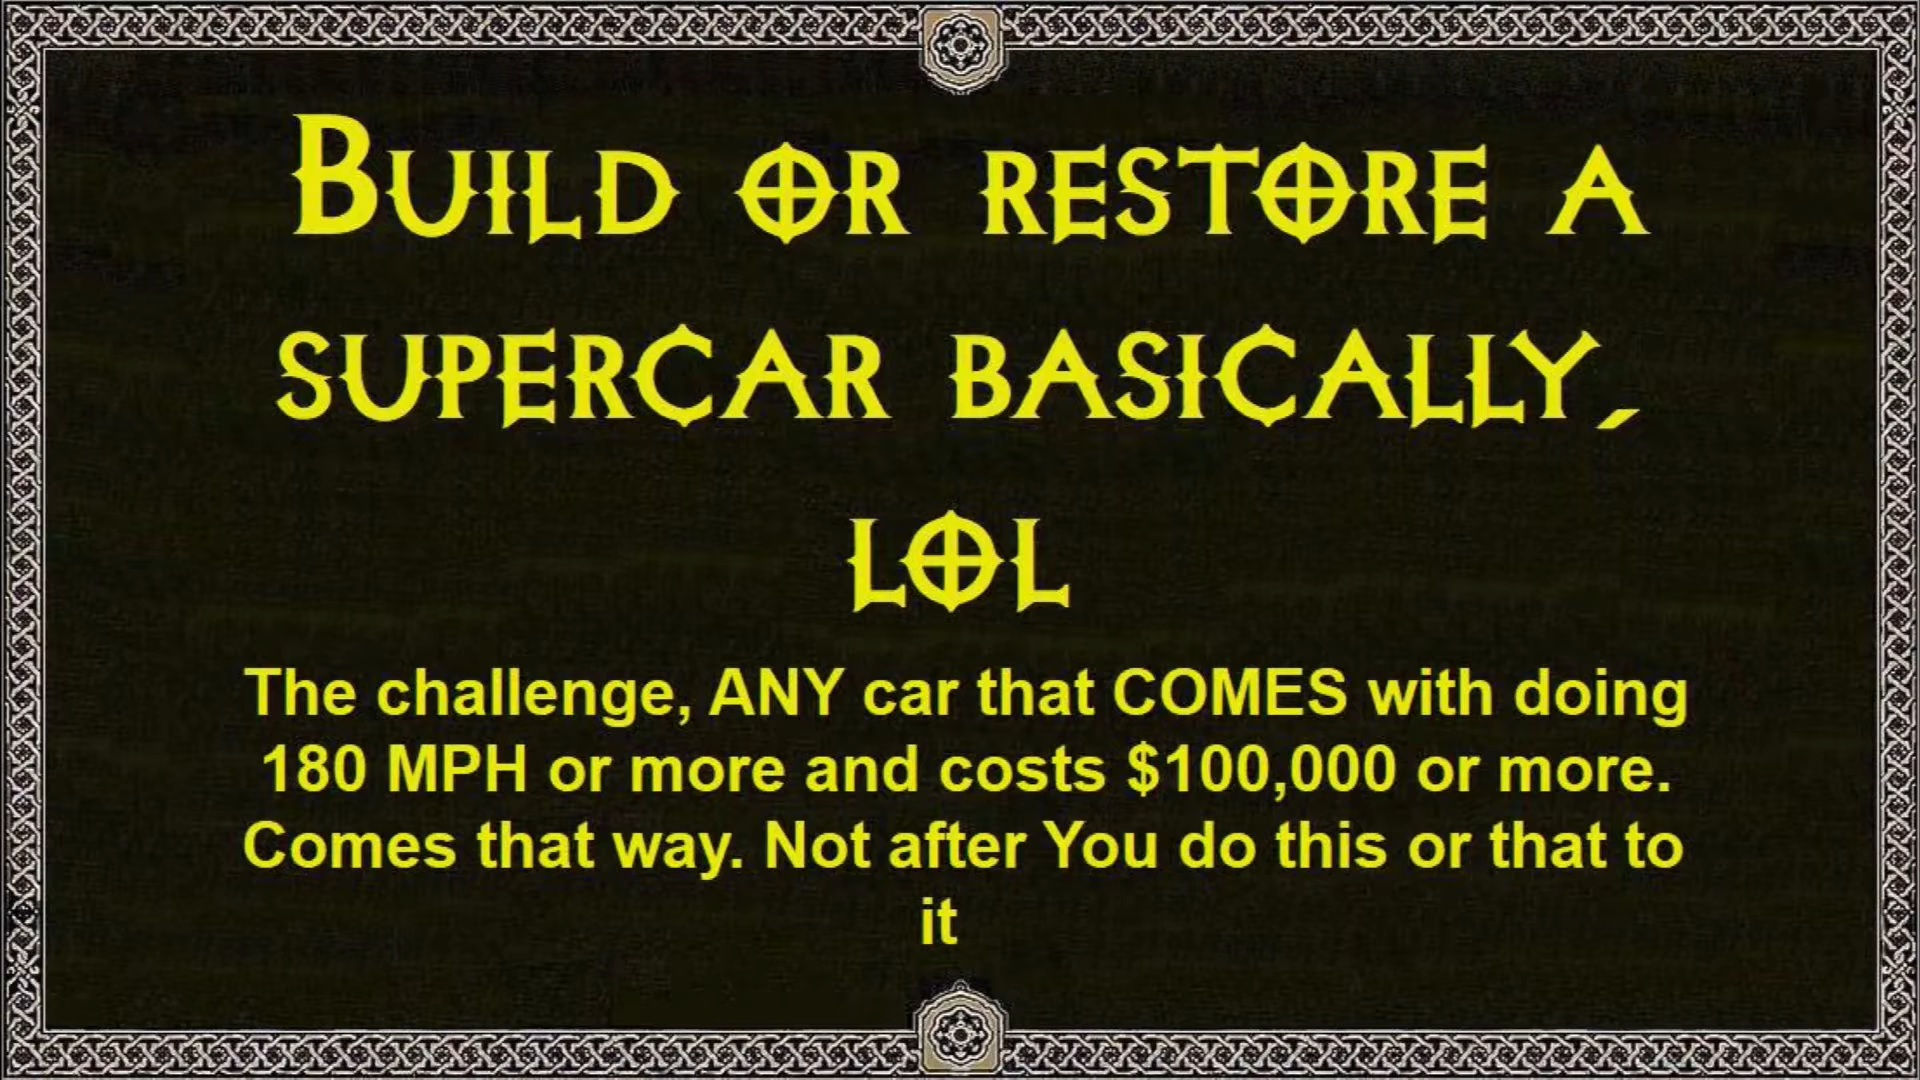 Build or restore a
supercar basically,
lol
The challenge, ANY car that COMES with doing
180 MPH or more and costs $100,000 or more.
Comes that way. Not after You do this or that to
it